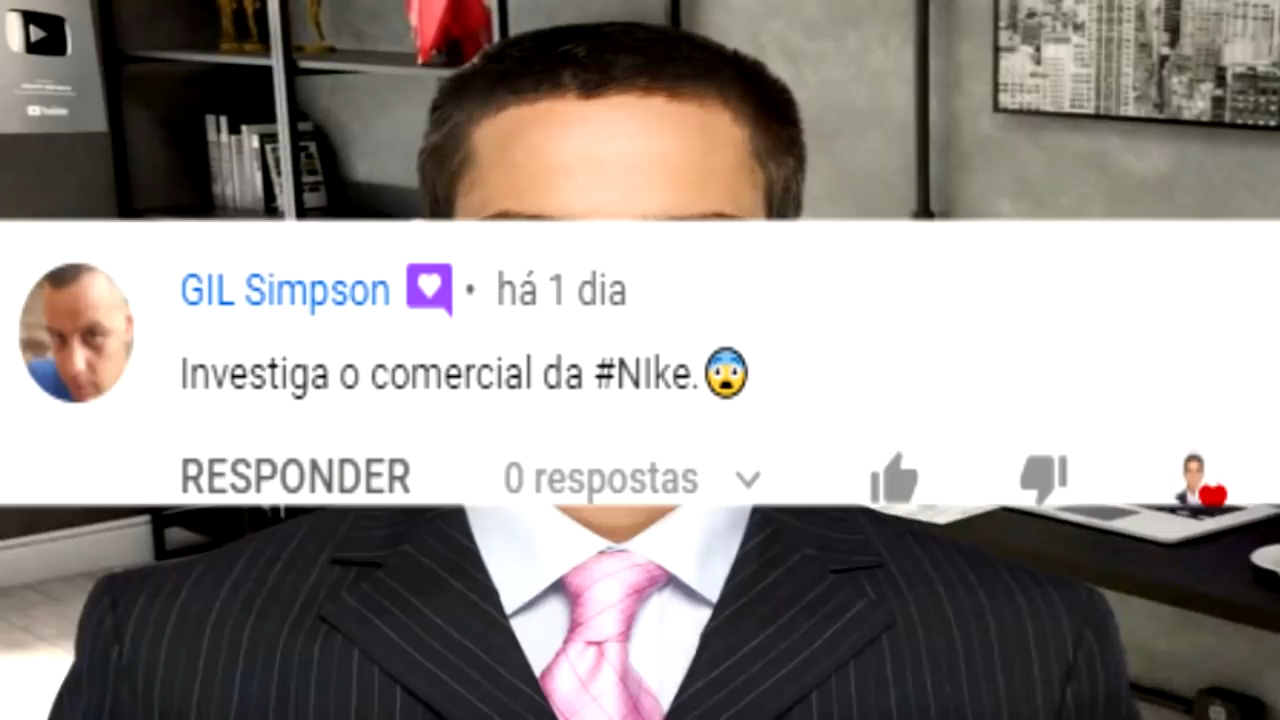 GIL Simpson • há 1 dia
Investiga o comercial da #NIke.😨
RESPONDER 0 respostas